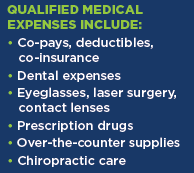 QUALIFIED MEDICAL
EXPENSES INCLUDE:
• Co-pays, deductibles,
co-insurance
• Dental expenses
• Eyeglasses, laser surgery,
contact lenses
• Prescription drugs
• Over-the-counter supplies
• Chiropractic care